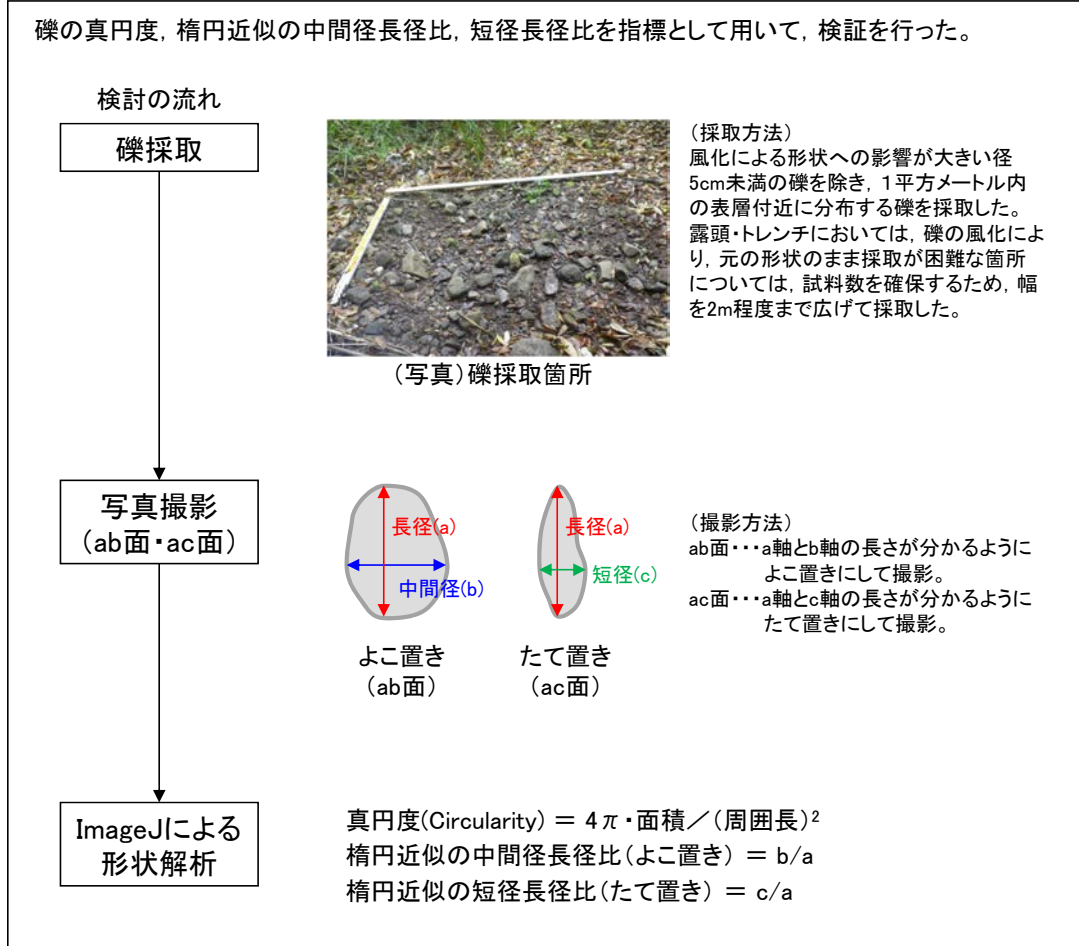 礫の真円度，楕円近似の中間径長径比，短径長径比を指標として用いて，検証を行った。
検討の流れ
礫採取
（採取方法）
風化による形状への影響が大きい径
5cm未満の礫を除き，１平方メートル内
の表層付近に分布する礫を採取した。
露頭・トレンチにおいては，礫の風化によ
り，元の形状のまま採取が困難な箇所
については，試料数を確保するため，幅
を2m程度まで広げて採取した。
（写真）礫採取箇所
写真撮影
（ab面・ac面）
長径(a)
中間径(b)
よこ置き
（ab面）
長径(a)
短径(c)
たて置き
（ac面）
（撮影方法）
ab面・・・a軸とb軸の長さが分かるように
よこ置きにして撮影。
ac面・・・a軸とc軸の長さが分かるように
たて置きにして撮影。
ImageJによる
形状解析
真円度(Circularity) ＝ 4π・面積／(周囲長)²
楕円近似の中間径長径比（よこ置き） ＝ b/a
楕円近似の短径長径比（たて置き） ＝ c/a